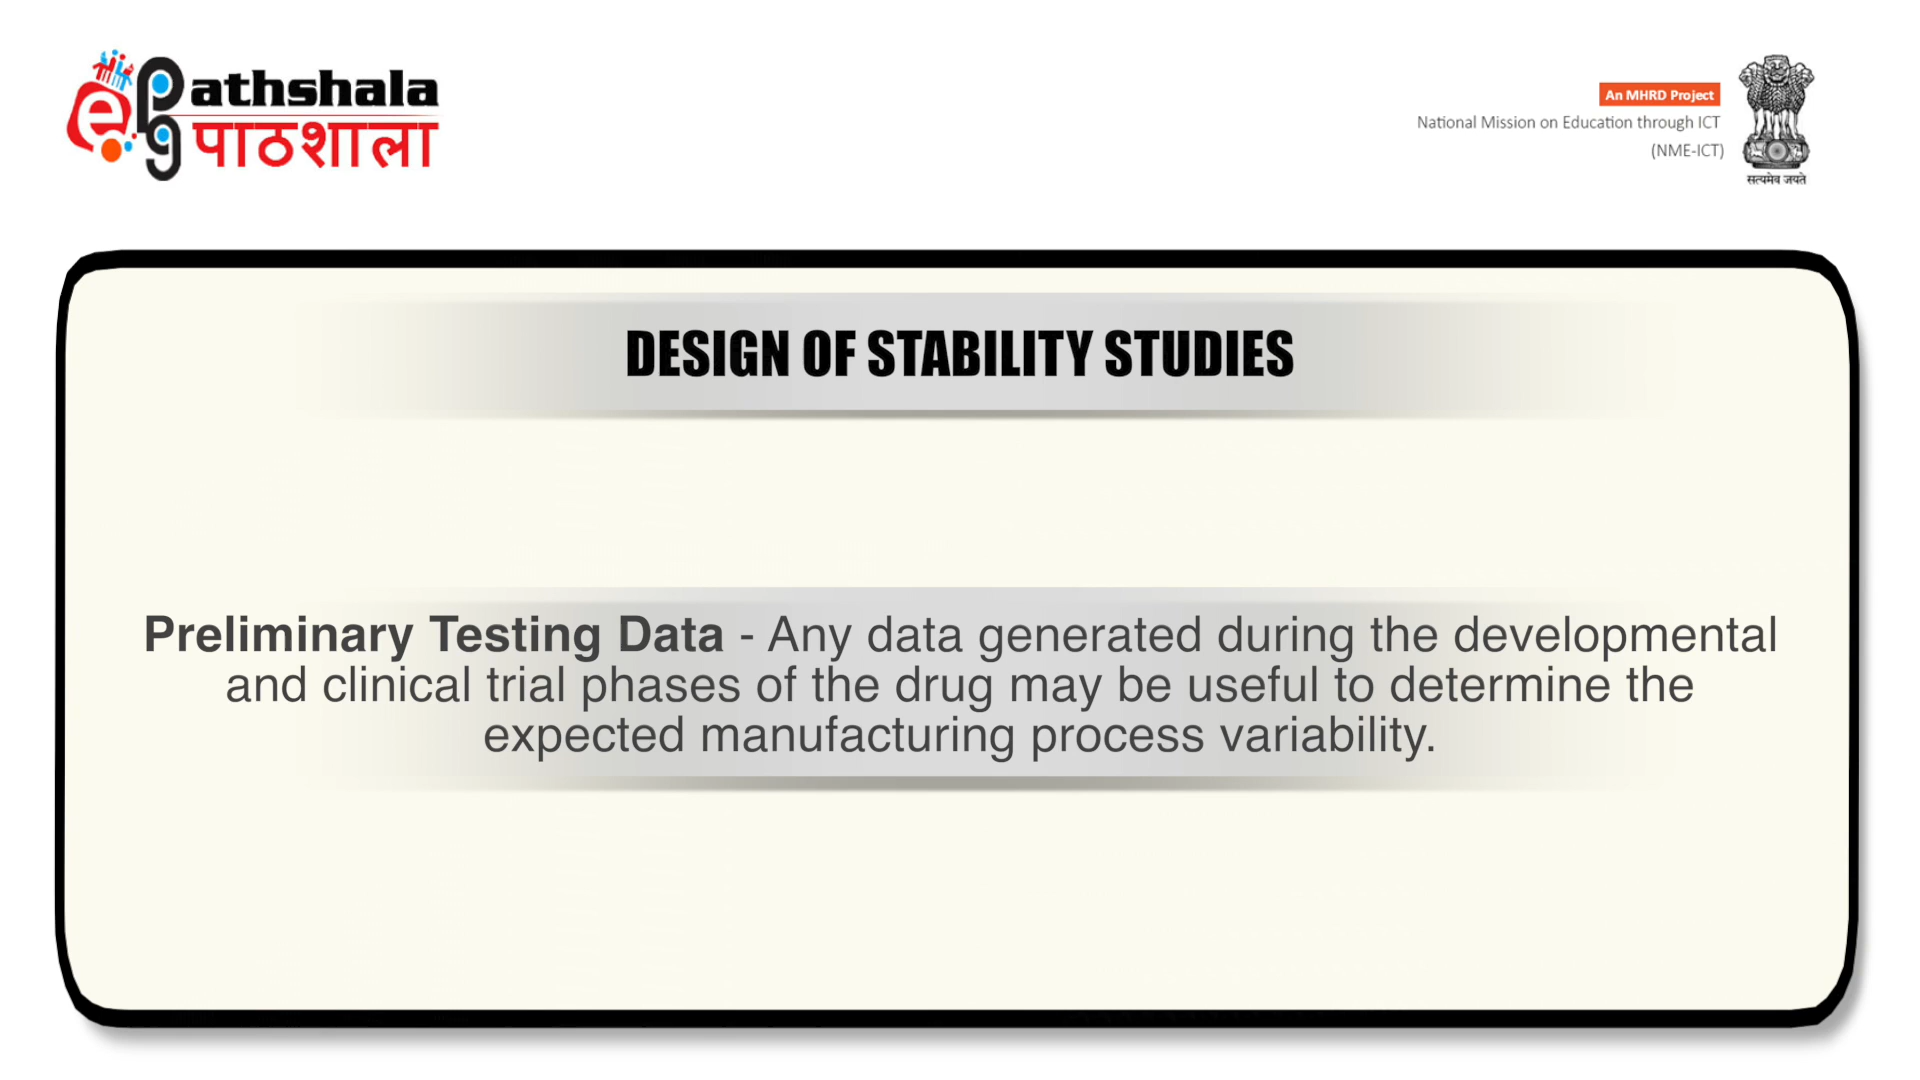 e Pg athshala
पाठशाला
An MHRD Project
National Mission on Education through ICT
(NME-ICT)
सत्यमेव जयते
DESIGN OF STABILITY STUDIES
Preliminary Testing Data - Any data generated during the developmental
and clinical trial phases of the drug may be useful to determine the
expected manufacturing process variability.